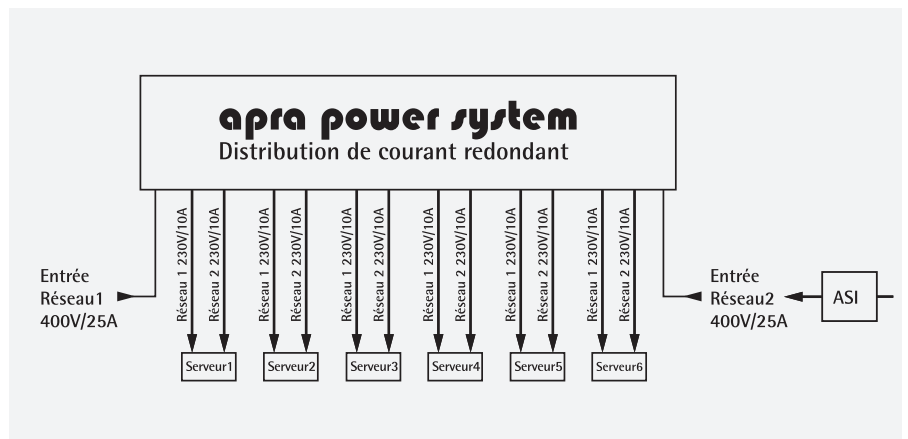 apra power system
Distribution de courant redondant
Réseau 1 230V/10A
Réseau 2 230V/10A
Réseau 1 230V/10A
Réseau 2 230V/10A
Réseau 1 230V/10A
Réseau 2 230V/10A
Réseau 1 230V/10A
Réseau 2 230V/10A
Réseau 1 230V/10A
Réseau 2 230V/10A
Réseau 1 230V/10A
Réseau 2 230V/10A
Entrée
Réseau1
400V/25A
Entrée
Réseau2
400V/25A
ASI
Serveur1
Serveur2
Serveur3
Serveur4
Serveur5
Serveur6